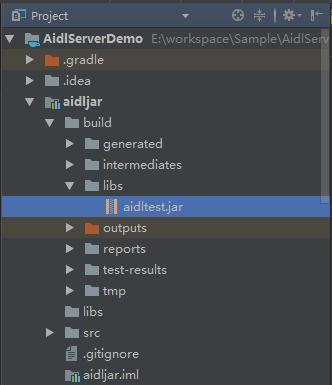 Project
AidlServerDemo E:\workspace\Sample\AidlServ
.gradle
.idea
aidljar
build
generated
intermediates
libs
aidltest.jar
outputs
reports
test-results
tmp
libs
src
.gitignore
aidljar.iml